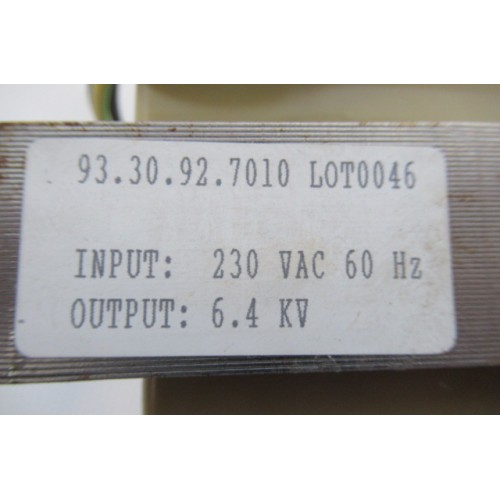 93.30.92.7010 LOT0046
INPUT: 230 VAC 60 Hz
OUTPUT: 6.4 KV